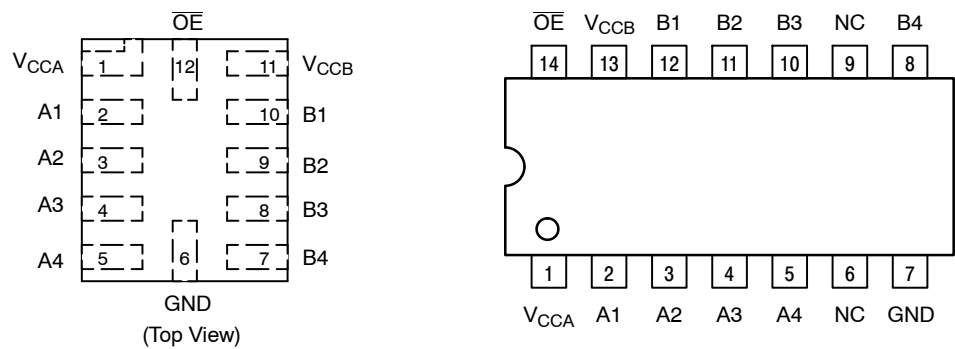 OE
VCCA 1 12 11 VCCB
A1 2 10 B1
A2 3 9 B2
A3 4 8 B3
A4 5 6 7 B4
GND
(Top View)
OE VCCB B1 B2 B3 NC B4
14 13 12 11 10 9 8
1 2 3 4 5 6 7
VCCA A1 A2 A3 A4 NC GND